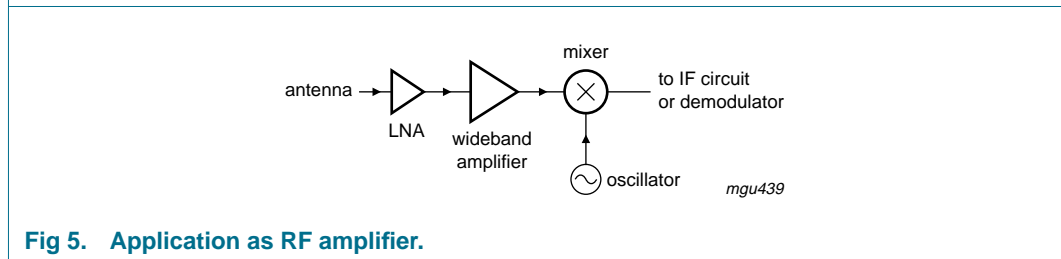 mixer
antenna
to IF circuit
or demodulator
LNA
wideband
amplifier
oscillator
mgu439
Fig 5. Application as RF amplifier.